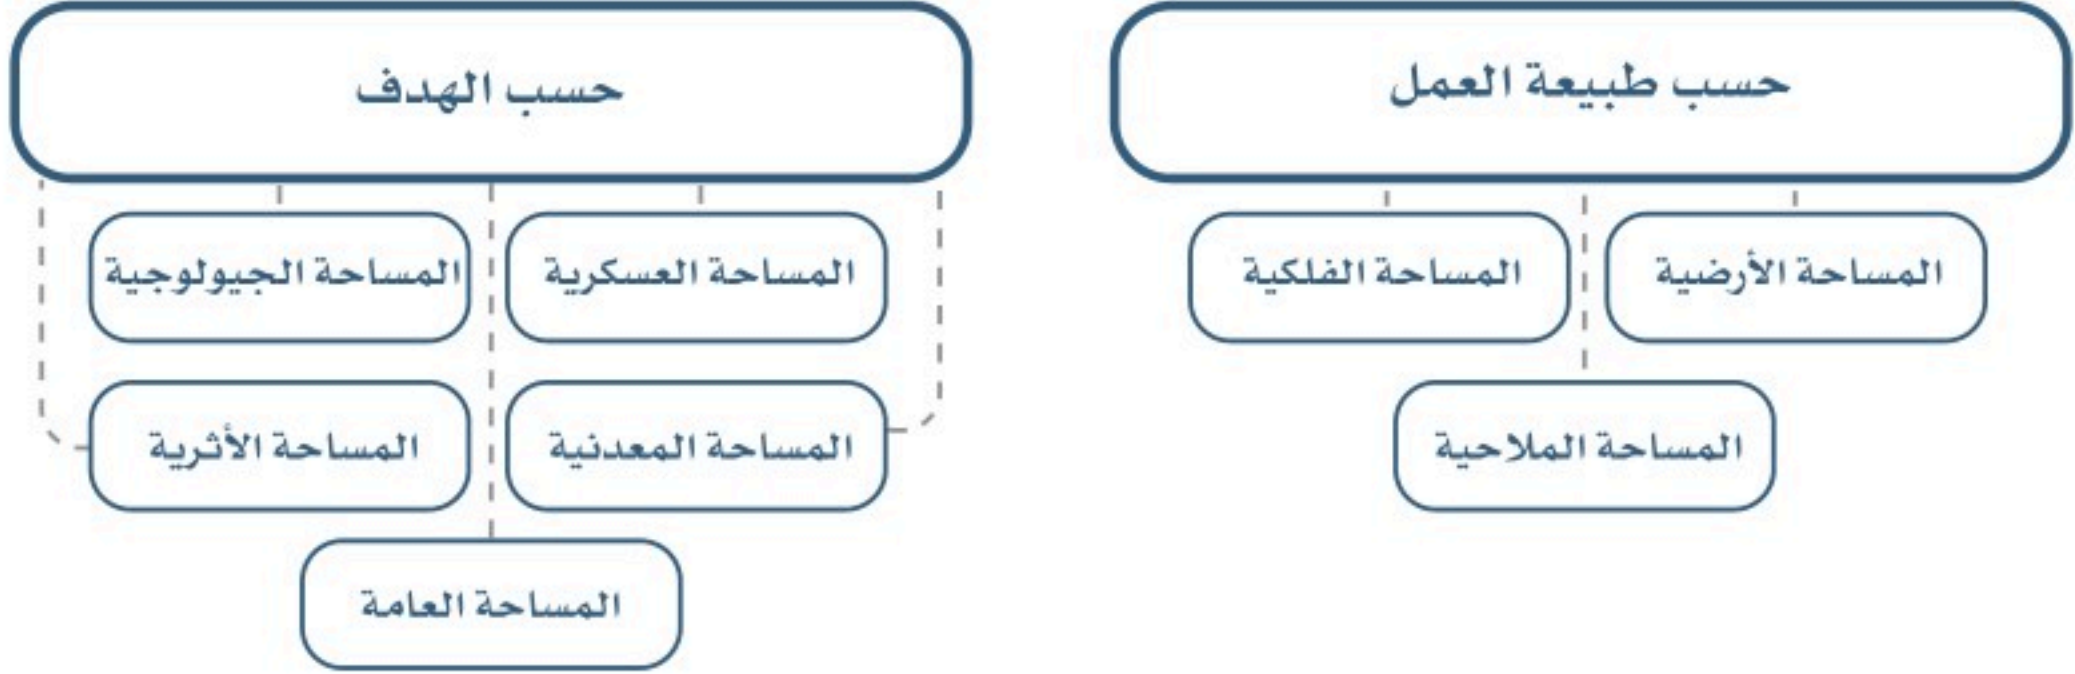 حسب طبيعة العمل
المساحة الأرضية
المساحة الفلكية
المساحة الملاحية
حسب الهدف
المساحة العسكرية
المساحة الجيولوجية
المساحة المعدنية
المساحة الأثرية
المساحة العامة